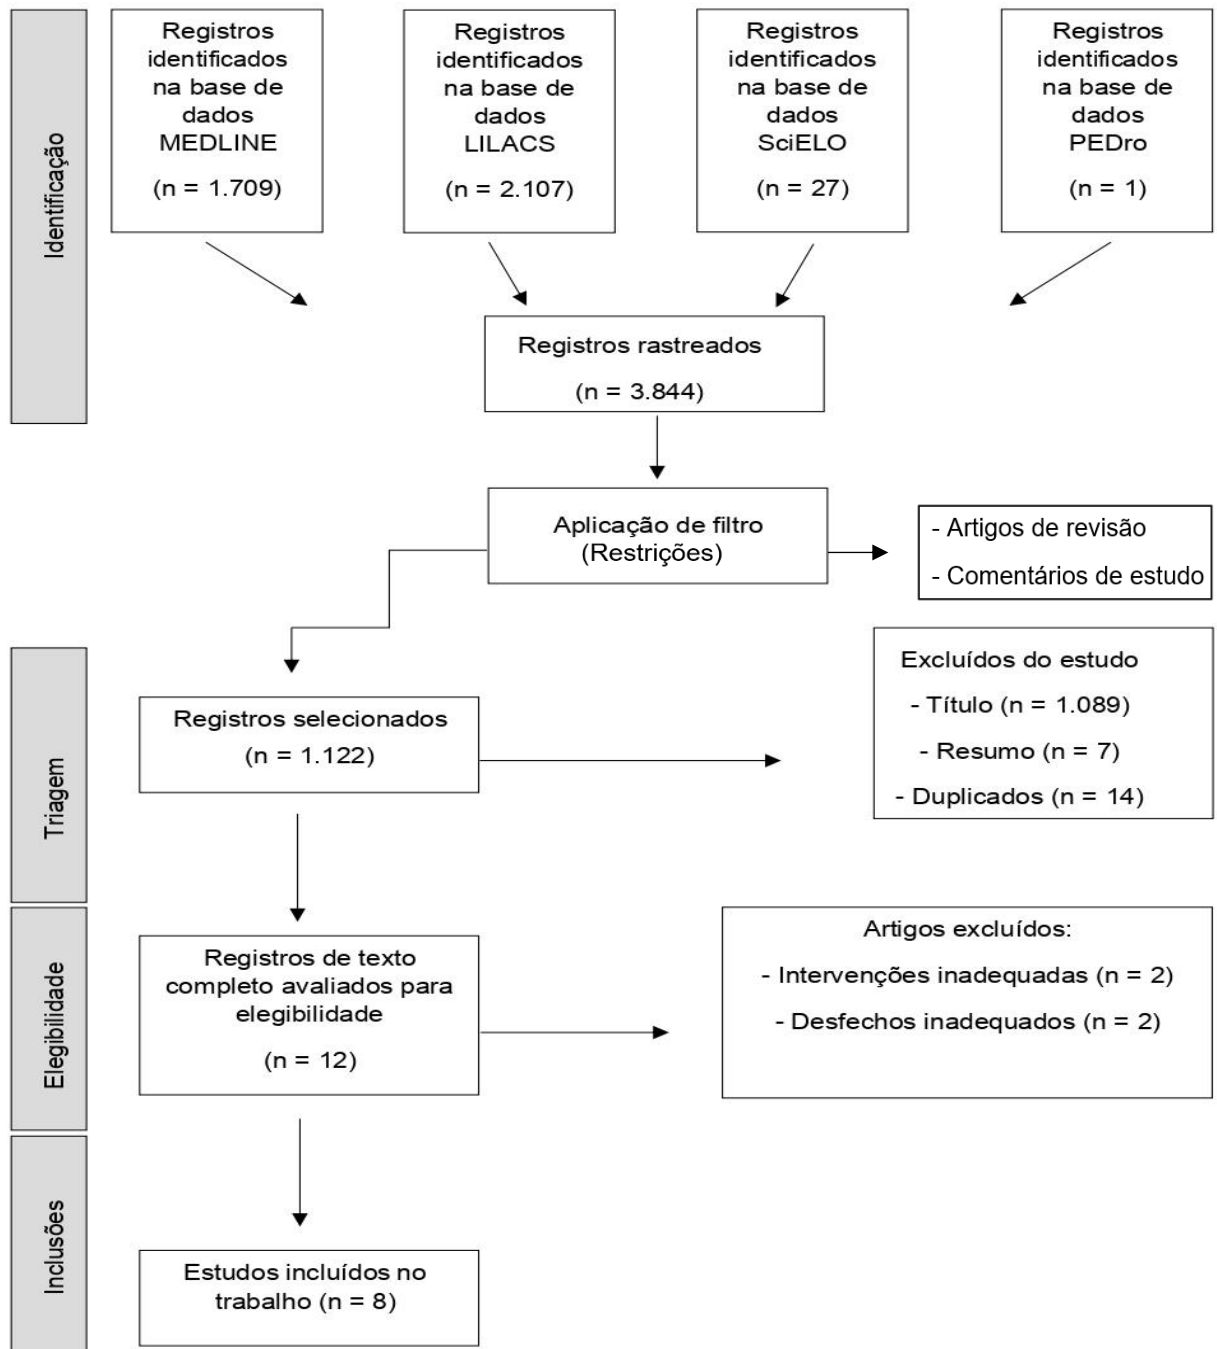 Identificação
Registros
identificados
na base de
dados
MEDLINE
(n = 1.709)
Registros
identificados
na base de
dados
LILACS
(n = 2.107)
Registros
identificados
na base de
dados
SciELO
(n = 27)
Registros
identificados
na base de
dados
PEDro
(n = 1)
Registros rastreados
(n = 3.844)
Aplicação de filtro
(Restrições)
- Artigos de revisão
- Comentários de estudo
Triagem
Registros selecionados
(n = 1.122)
Excluídos do estudo
- Título (n = 1.089)
- Resumo (n = 7)
- Duplicados (n = 14)
Elegibilidade
Registros de texto
completo avaliados para
elegibilidade
(n = 12)
Artigos excluídos:
- Intervenções inadequadas (n = 2)
- Desfechos inadequados (n = 2)
Inclusões
Estudos incluídos no
trabalho (n = 8)